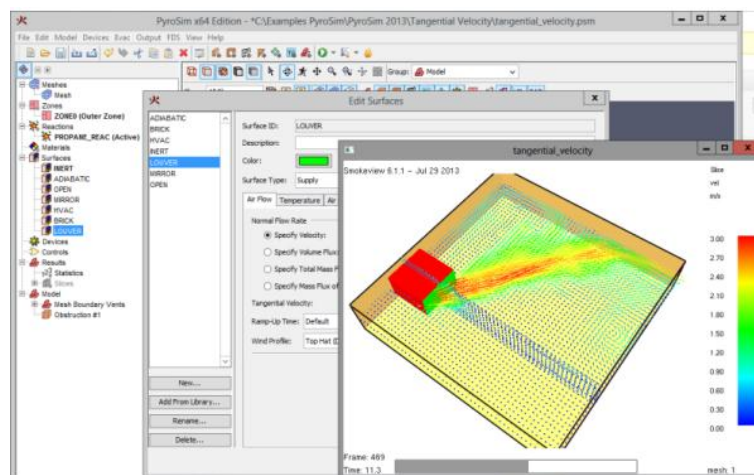 PyroSim x64 Edition - *C:\Examples PyroSim\PyroSim 2013\Tangential Velocity\tangential_velocity.psm
File Edit Model Devices Evac Output FDS View Help
Group: Model
Meshes
Mesh
Zones
ZONE0 (Outer Zone)
Reactions
PROPANE_REAC (Active)
Materials
Surfaces
INERT
ADIABATIC
OPEN
MIRROR
HVAC
BRICK
LOUVER
Devices
Controls
Results
Statistics
Slices
Model
Mesh Boundary Vents
Obstruction #1
Edit Surfaces
ADIABATIC
BRICK
HVAC
INERT
LOUVER
MIRROR
OPEN
New...
Add From Library...
Rename...
Delete...
Surface ID: LOUVER
Description:
Color:
Surface Type: Supply
Air Flow Temperature Air
Normal Flow Rate
Specify Velocity:
Specify Volume Flux:
Specify Total Mass F
Specify Mass Flux of
Tangential Velocity:
Ramp-Up Time: Default
Wind Profile: Top Hat (D
tangential_velocity
Smokeview 6.1.1 - Jul 29 2013
Slice
vel
m/s
3.00
2.70
2.40
2.10
1.80
1.50
1.20
0.90
0.60
0.30
0.00
Frame: 469
Time: 11.3
mesh: 1